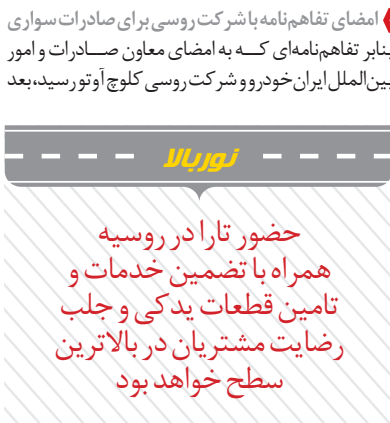 امضای تفاهم‌نامه با شرکت روسی برای صادرات سواری
بنابر تفاهم‌نامه‌ای کـــه به امضای معاون صـــادرات و امور
بین‌الملل ایران‌خودرو و شرکت روسی کلوچ آوتو رسید، بعد
نوربالا
حضور تارا در روسیه
همراه با تضمین خدمات و
تامین قطعات یدکی و جلب
رضایت مشتریان در بالاترین
سطح خواهد بود